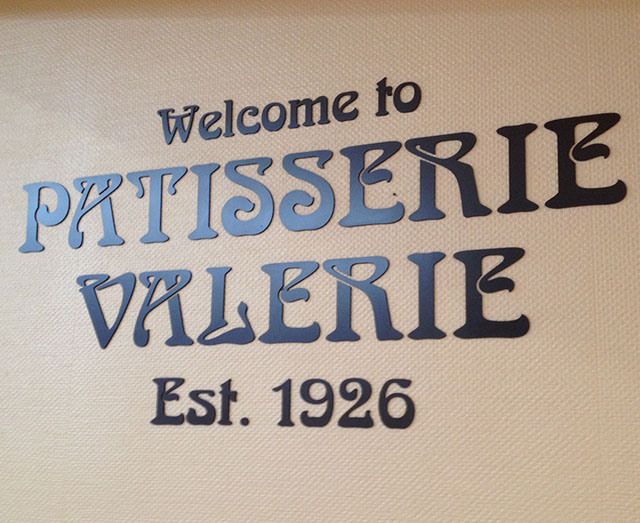 Welcome to
PATISSERIE
VALERIE
Est. 1926